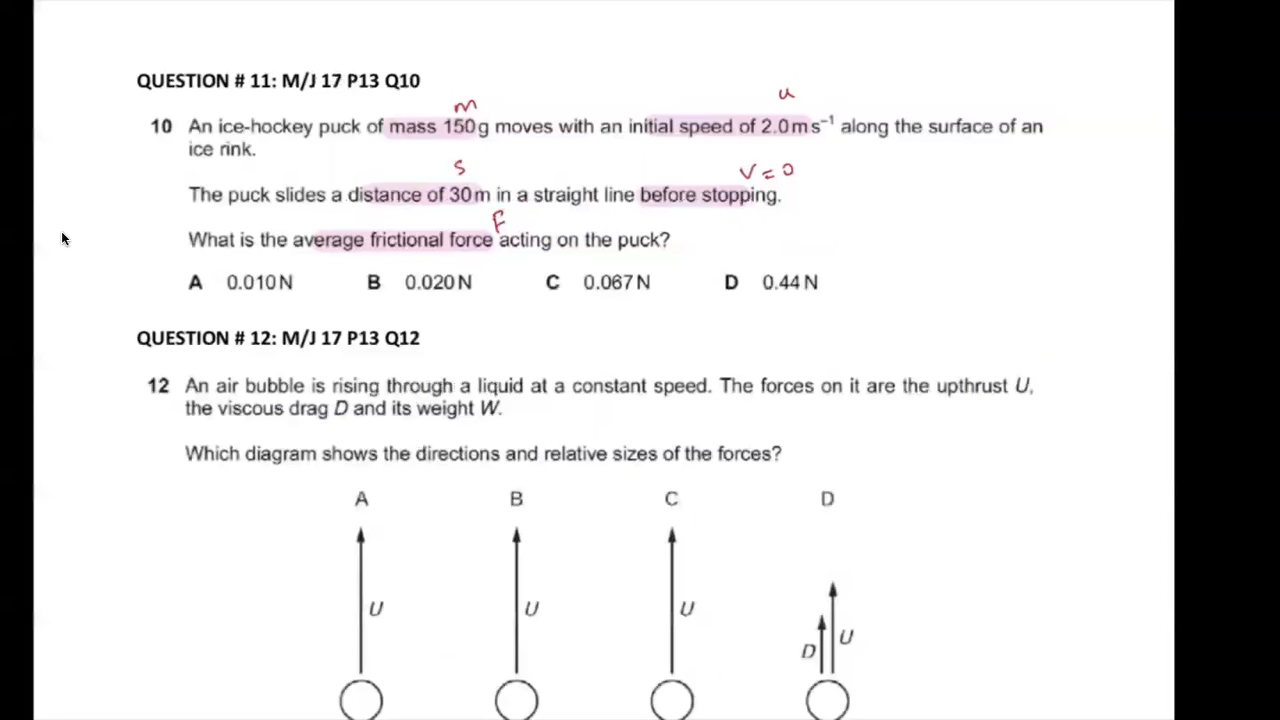 QUESTION # 11: M/J 17 P13 Q10
m
u
10 An ice-hockey puck of mass 150g moves with an initial speed of 2.0 m s⁻¹ along the surface of an
ice rink.
s
v = 0
The puck slides a distance of 30 m in a straight line before stopping.
F
What is the average frictional force acting on the puck?
A 0.010 N B 0.020 N C 0.067 N D 0.44 N
QUESTION # 12: M/J 17 P13 Q12
12 An air bubble is rising through a liquid at a constant speed. The forces on it are the upthrust U,
the viscous drag D and its weight W.
Which diagram shows the directions and relative sizes of the forces?
A B C D
U U U
D U